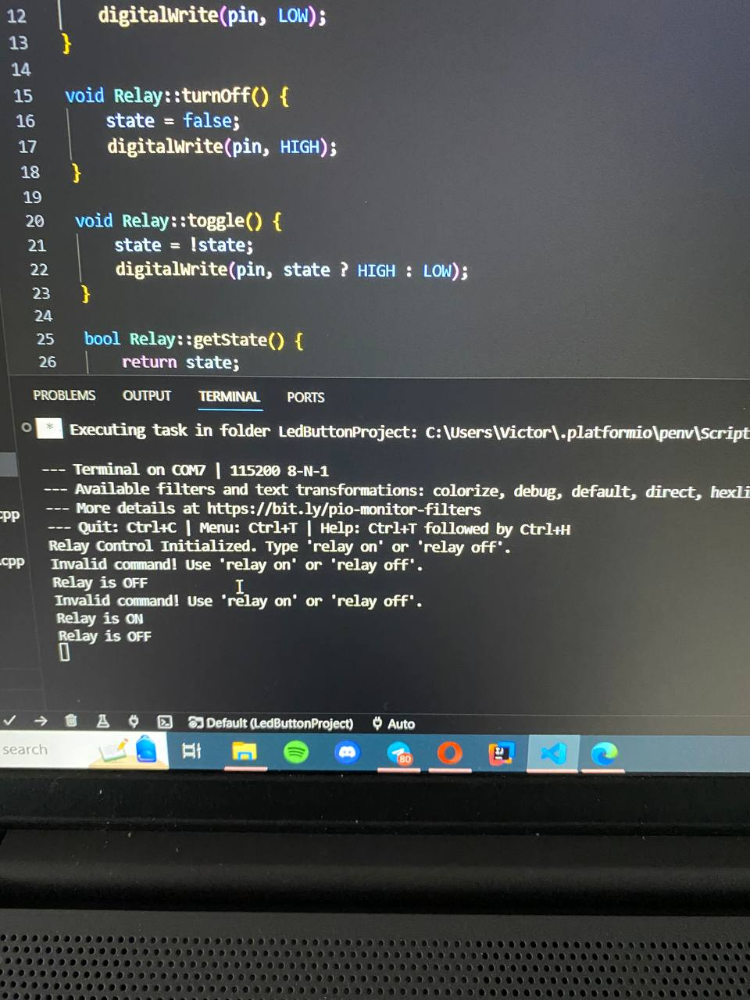 12 digitalWrite(pin, LOW);
13 }
14
15 void Relay::turnOff() {
16 state = false;
17 digitalWrite(pin, HIGH);
18 }
19
20 void Relay::toggle() {
21 state = !state;
22 digitalWrite(pin, state ? HIGH : LOW);
23 }
24
25 bool Relay::getState() {
26 return state;
PROBLEMS OUTPUT TERMINAL PORTS
* Executing task in folder LedButtonProject: C:\Users\Victor\.platformio\penv\Script
--- Terminal on COM7 | 115200 8-N-1
--- Available filters and text transformations: colorize, debug, default, direct, hexli
--- More details at https://bit.ly/pio-monitor-filters
--- Quit: Ctrl+C | Menu: Ctrl+T | Help: Ctrl+T followed by Ctrl+H
Relay Control Initialized. Type 'relay on' or 'relay off'.
Invalid command! Use 'relay on' or 'relay off'.
Relay is OFF
Invalid command! Use 'relay on' or 'relay off'.
Relay is ON
Relay is OFF
cpp
.cpp
Default (LedButtonProject) Auto
search
80
IJ